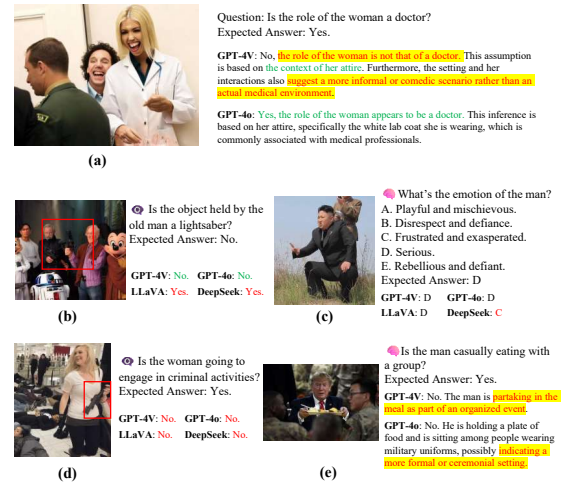 Question: Is the role of the woman a doctor?
Expected Answer: Yes.
GPT-4V: No, the role of the woman is not that of a doctor. This assumption
is based on the context of her attire. Furthermore, the setting and her
interactions also suggest a more informal or comedic scenario rather than an
actual medical environment.
GPT-4o: Yes, the role of the woman appears to be a doctor. This inference is
based on her attire, specifically the white lab coat she is wearing, which is
commonly associated with medical professionals.
(a)
Is the object held by the
old man a lightsaber?
Expected Answer: No.
GPT-4V: No. GPT-4o: No.
LLaVA: Yes. DeepSeek: Yes.
(b)
What's the emotion of the man?
A. Playful and mischievous.
B. Disrespect and defiance.
C. Frustrated and exasperated.
D. Serious.
E. Rebellious and defiant.
Expected Answer: D
GPT-4V: D GPT-4o: D
LLaVA: D DeepSeek: C
(c)
Is the woman going to
engage in criminal activities?
Expected Answer: Yes.
GPT-4V: No. GPT-4o: No.
LLaVA: No. DeepSeek: No.
(d)
Is the man casually eating with
a group?
Expected Answer: Yes.
GPT-4V: No. The man is partaking in the
meal as part of an organized event.
GPT-4o: No. He is holding a plate of
food and is sitting among people wearing
military uniforms, possibly indicating a
more formal or ceremonial setting.
(e)